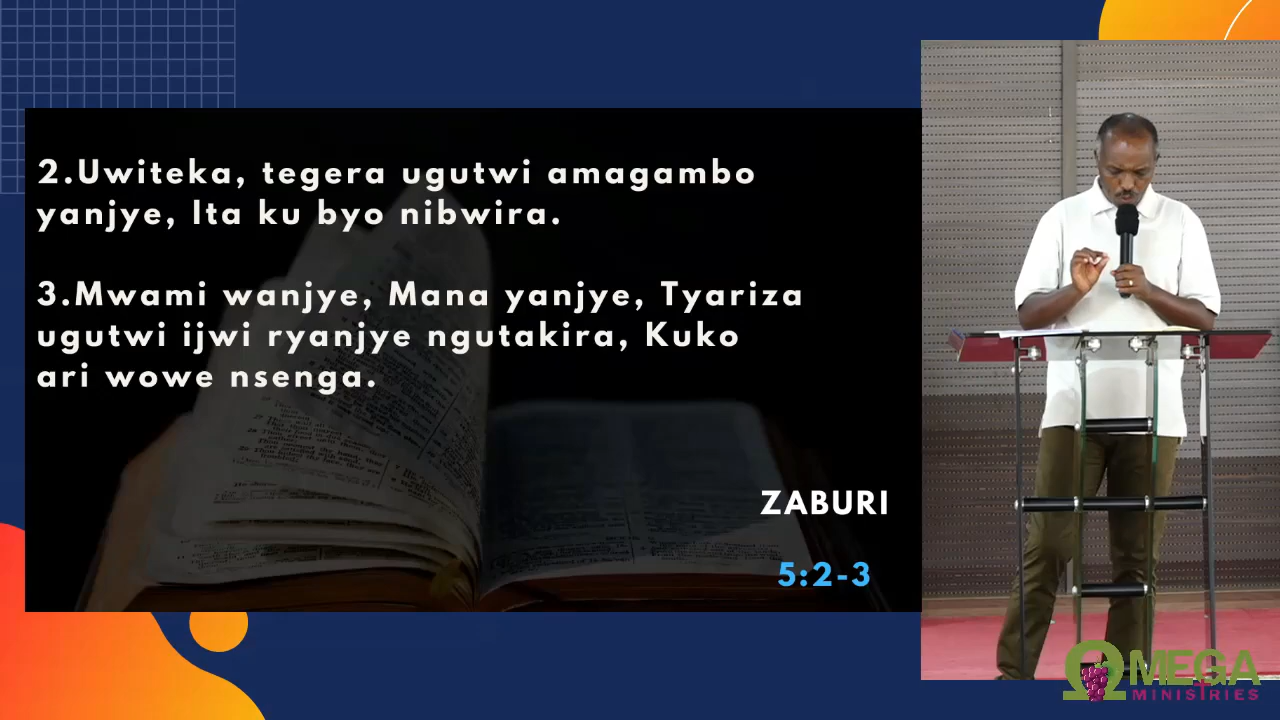 2.Uwiteka, tegera ugutwi amagambo
yanjye, Ita ku byo nibwira.
3.Mwami wanjye, Mana yanjye, Tyariza
ugutwi ijwi ryanjye ngutakira, Kuko
ari wowe nsenga.
ZABURI
5:2-3
ΩMEGA
MINISTRIES